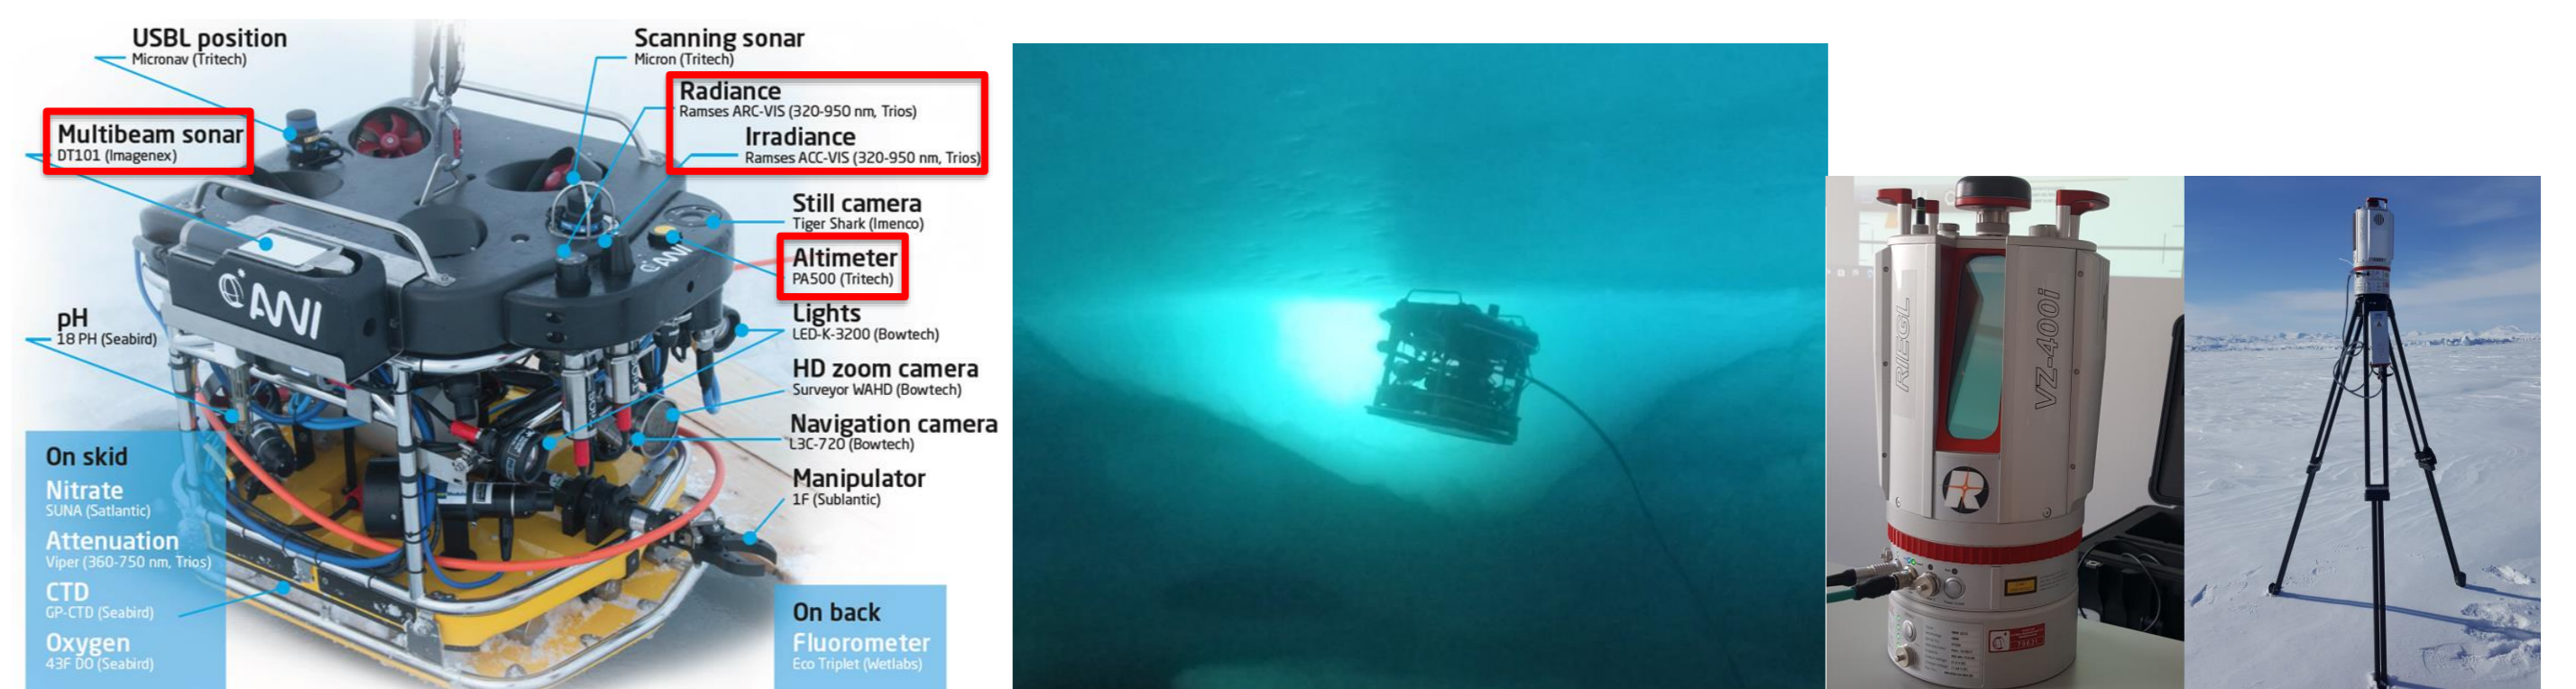 USBL position
Micronav (Tritech)
Scanning sonar
Micron (Tritech)
Radiance
Ramses ARC-VIS (320-950 nm, Trios)
Irradiance
Ramses ACC-VIS (320-950 nm, Trios)
Multibeam sonar
DT101 (Imagenex)
Still camera
Tiger Shark (Imenco)
Altimeter
PA500 (Tritech)
pH
18 PH (Seabird)
Lights
LED-K-3200 (Bowtech)
HD zoom camera
Surveyor WAHD (Bowtech)
Navigation camera
L3C-720 (Bowtech)
Manipulator
1F (Sublantic)
On skid
Nitrate
SUNA (Satlantic)
Attenuation
Viper (360-750 nm, Trios)
CTD
GP-CTD (Seabird)
Oxygen
43F DO (Seabird)
On back
Fluorometer
Eco Triplet (Wetlabs)
AWI
AWI
RIEGL
VZ-400i